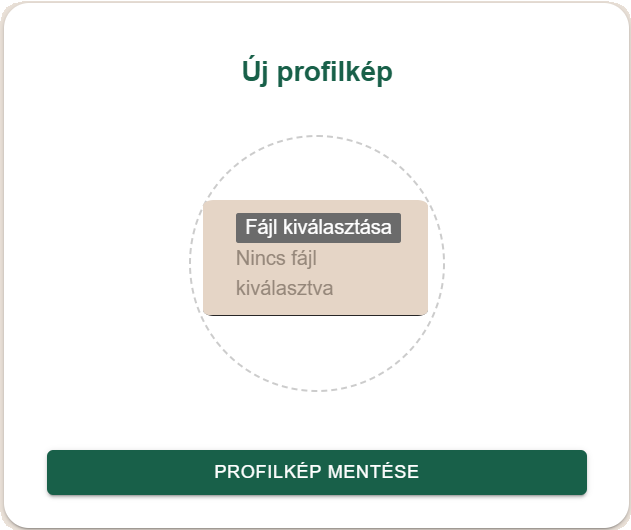 Új profilkép
Fájl kiválasztása
Nincs fájl
kiválasztva
PROFILKÉP MENTÉSE